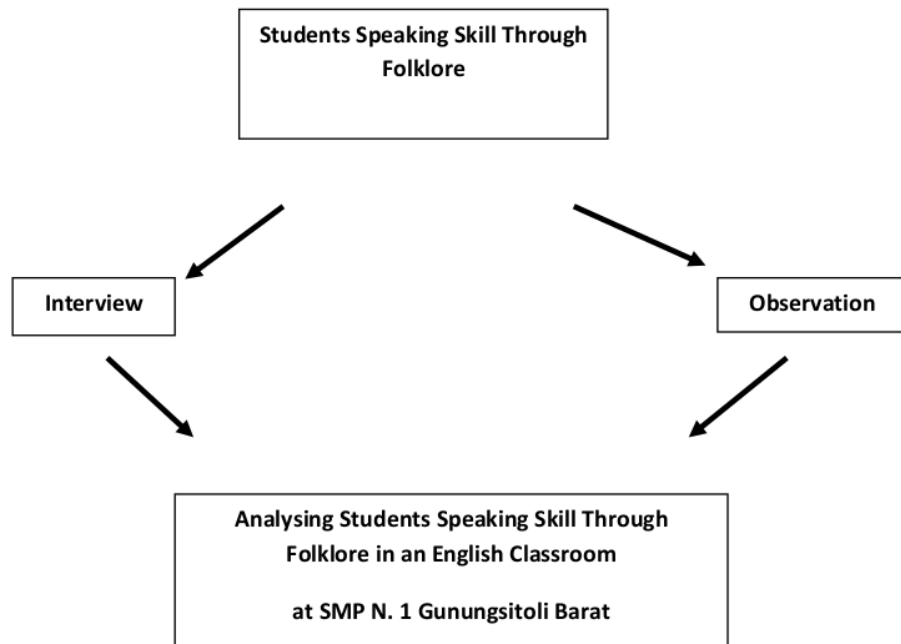 Students Speaking Skill Through
Folklore
Interview
Observation
Analysing Students Speaking Skill Through
Folklore in an English Classroom
at SMP N. 1 Gunungsitoli Barat